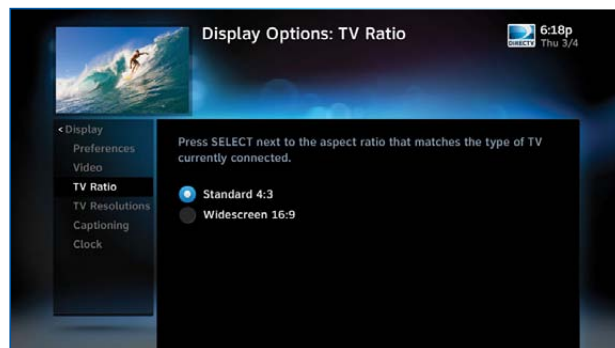 Display Options: TV Ratio
DIRECTV
6:18p
Thu 3/4
<Display
Preferences
Video
TV Ratio
TV Resolutions
Captioning
Clock
Press SELECT next to the aspect ratio that matches the type of TV
currently connected.
Standard 4:3
Widescreen 16:9